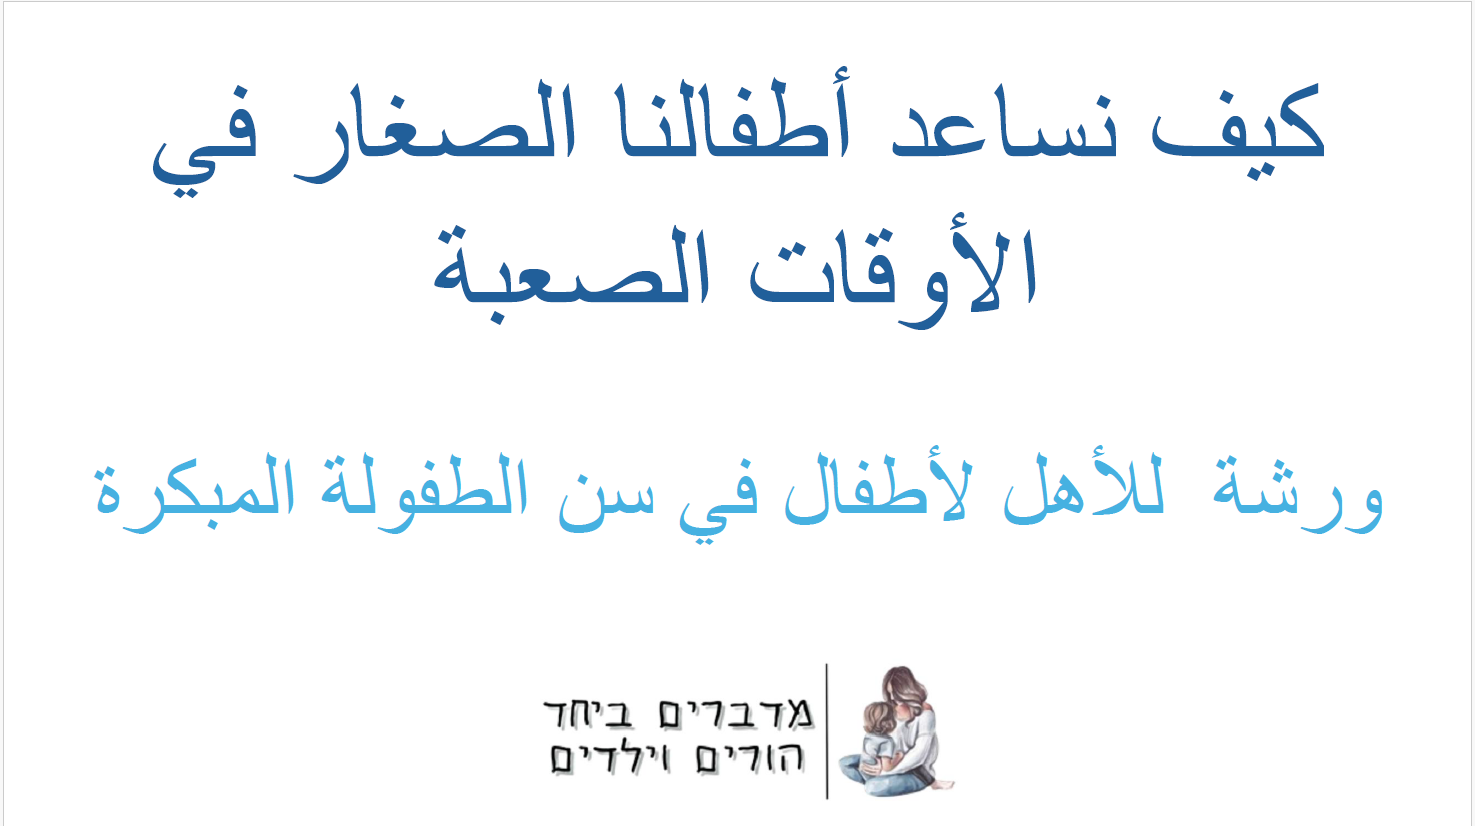 كيف نساعد أطفالنا الصغار في
الأوقات الصعبة
ورشة للأهل لأطفال في سن الطفولة المبكرة
מדברים ביחד
הורים וילדים